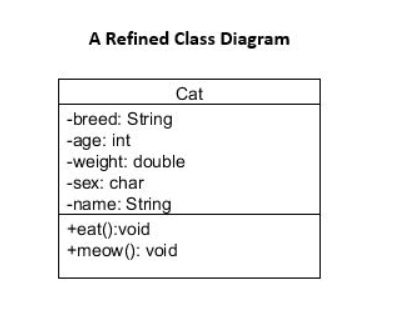 A Refined Class Diagram
Cat
-breed: String
-age: int
-weight: double
-sex: char
-name: String
+eat():void
+meow(): void